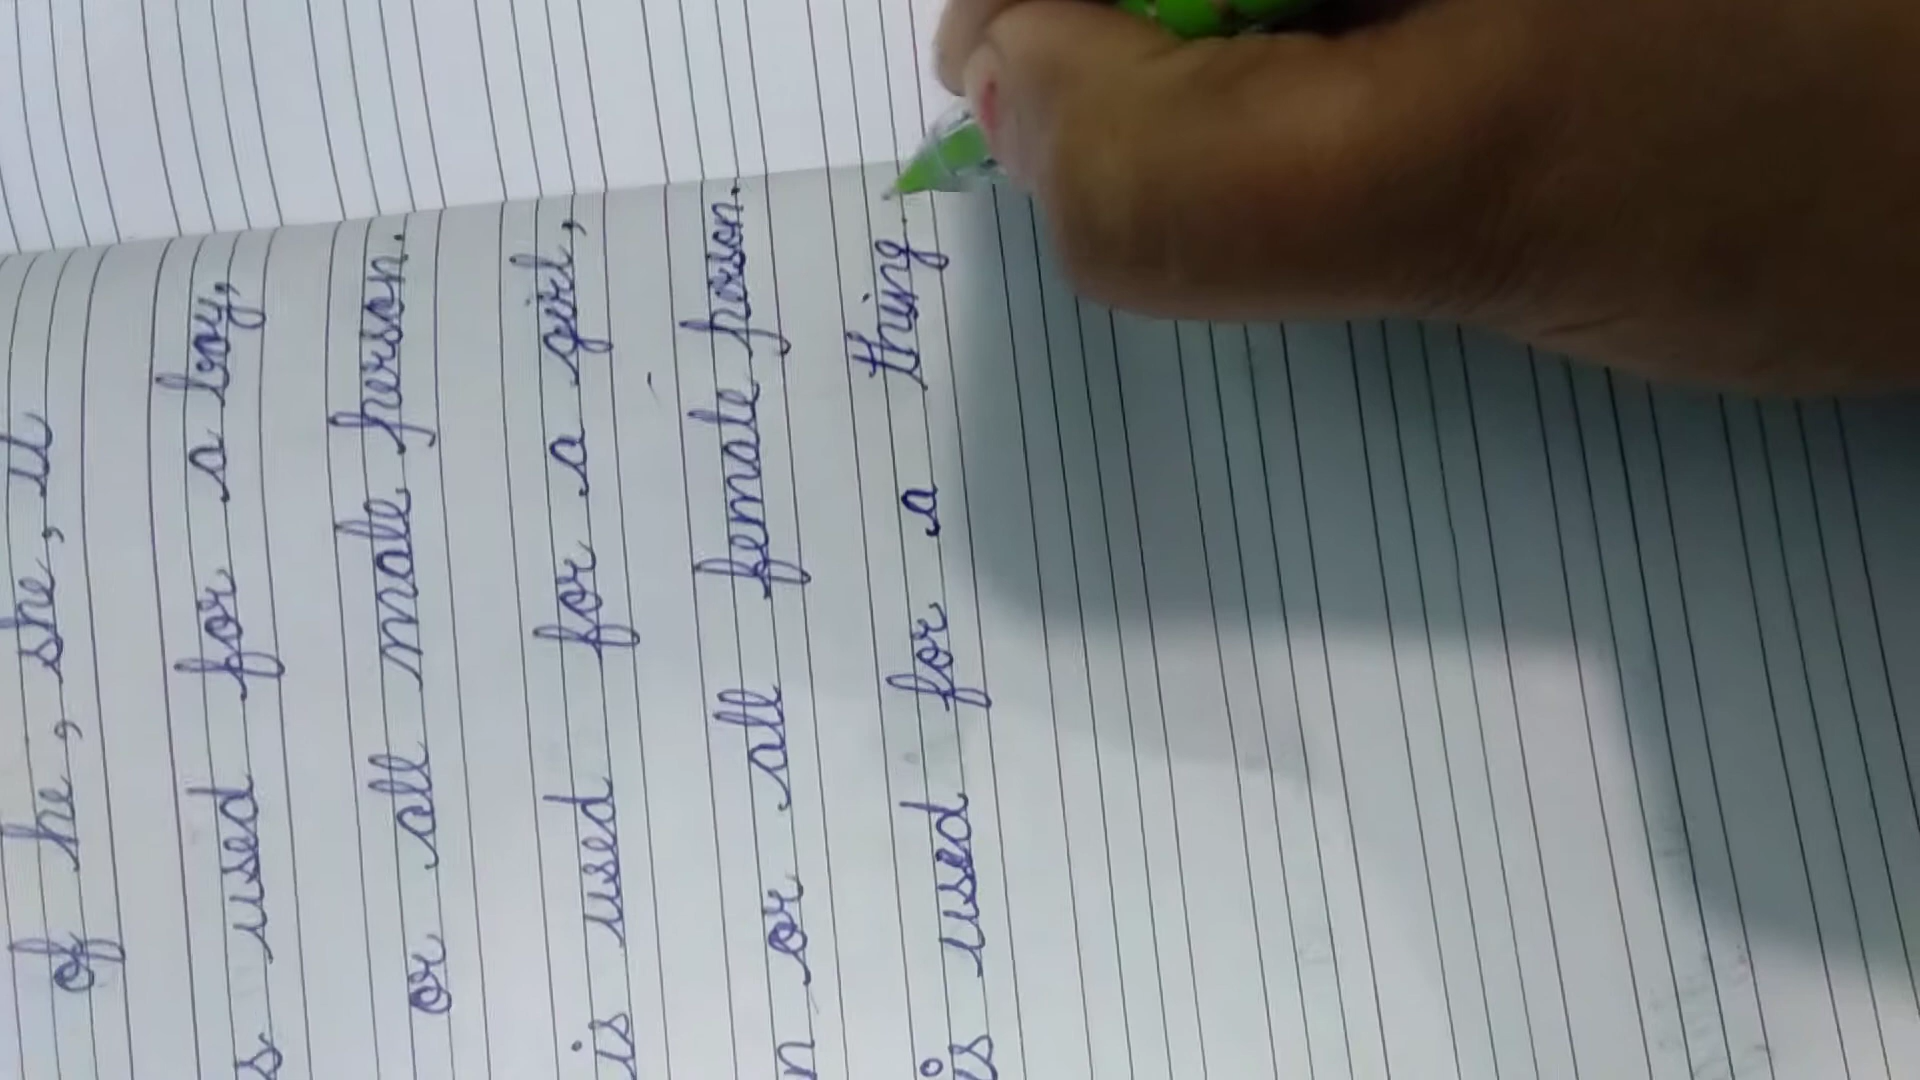 of he, she, it
s used for a boy,
or all male person.
is used for a girl,
n or all female person.
is used for a thing